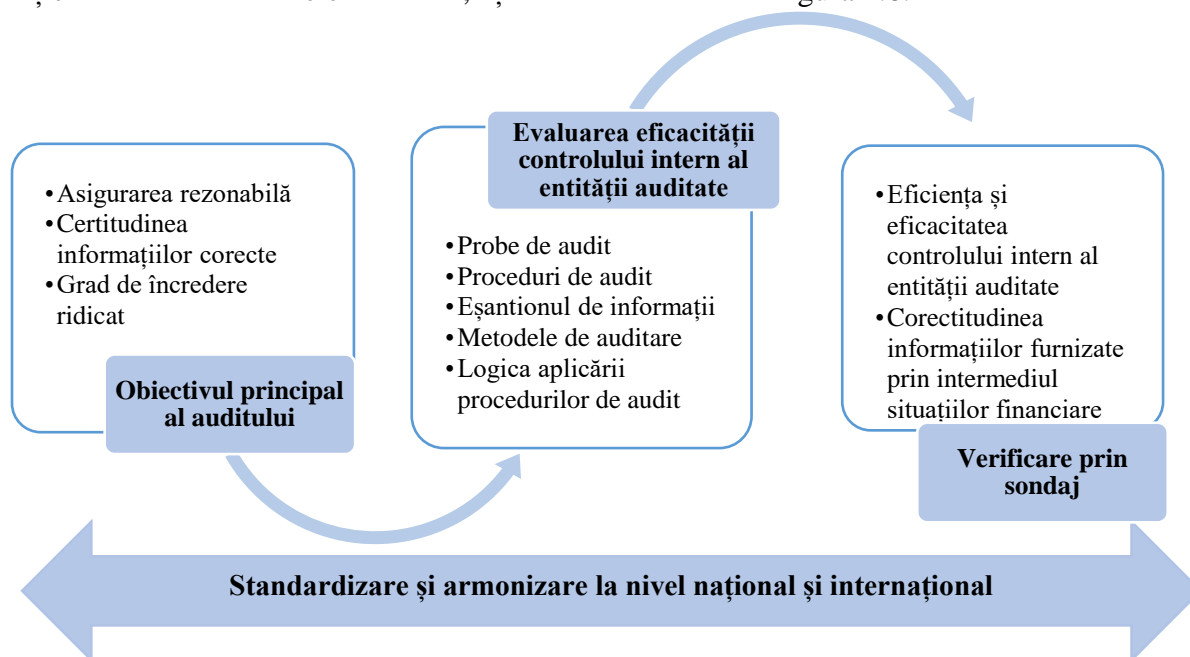 Evaluarea eficacității
controlului intern al
entității auditate
•Asigurarea rezonabilă
•Certitudinea
informațiilor corecte
•Grad de încredere
ridicat
Obiectivul principal
al auditului
•Probe de audit
•Proceduri de audit
•Eșantionul de informații
•Metodele de auditare
•Logica aplicării
procedurilor de audit
•Eficiența și
eficacitatea
controlului intern al
entității auditate
•Corectitudinea
informațiilor furnizate
prin intermediul
situațiilor financiare
Verificare prin
sondaj
Standardizare și armonizare la nivel național și internațional